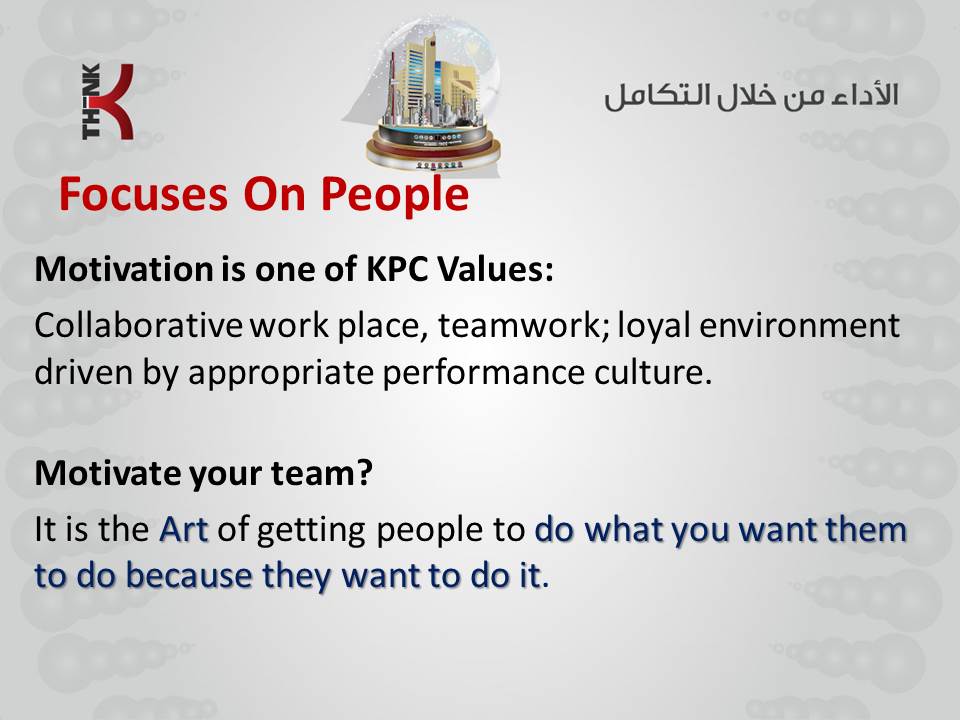 THINK
K
الأداء من خلال التكامل
Focuses On People
Motivation is one of KPC Values:
Collaborative work place, teamwork; loyal environment
driven by appropriate performance culture.
Motivate your team?
It is the Art of getting people to do what you want them
to do because they want to do it.